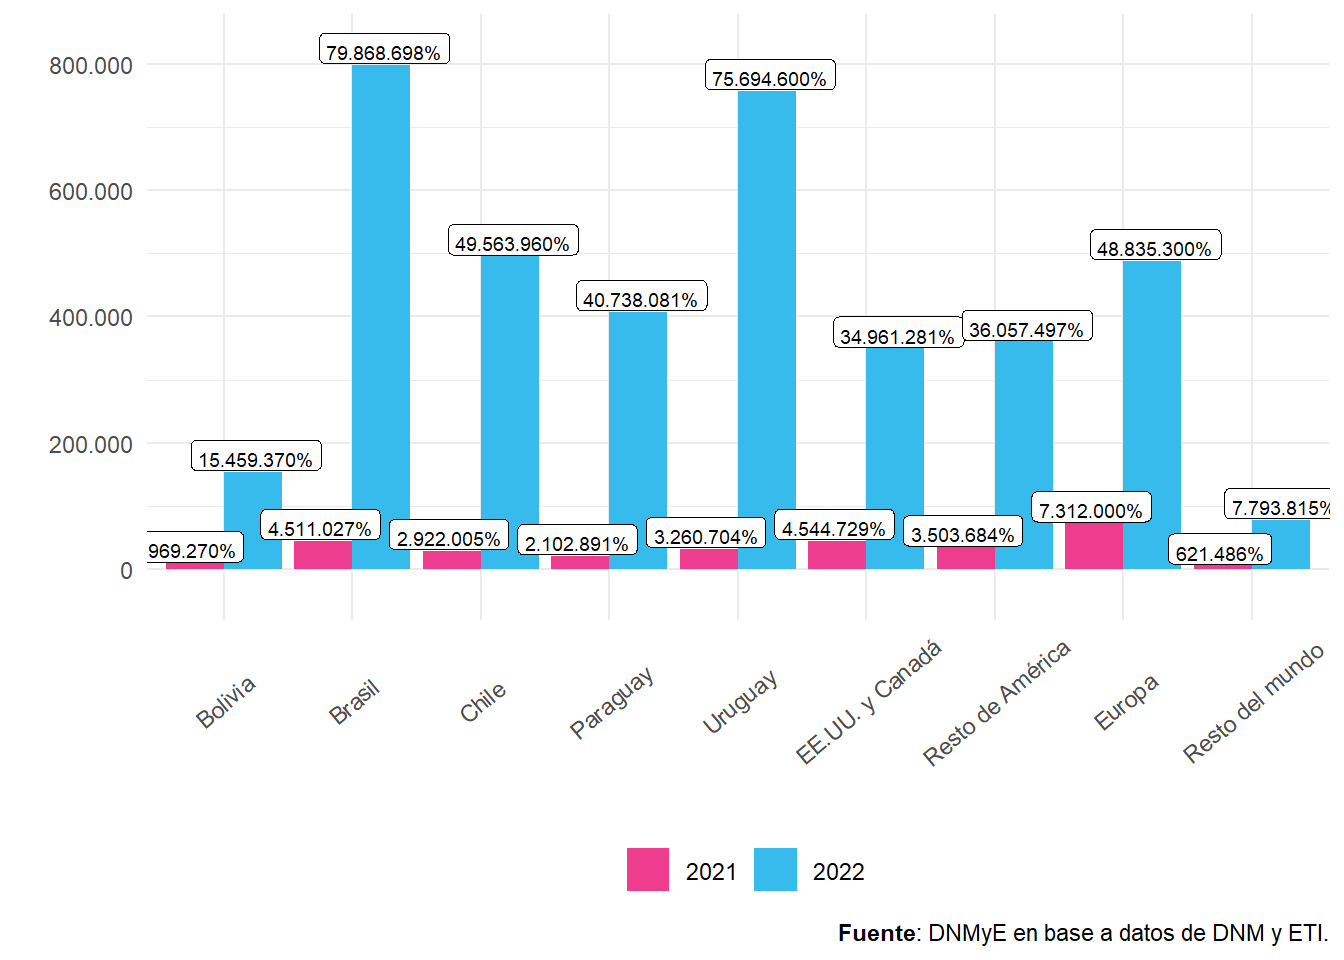 800.000
600.000
400.000
200.000
0
79.868.698%
75.694.600%
49.563.960%
48.835.300%
40.738.081%
34.961.281%
36.057.497%
15.459.370%
7.793.815%
969.270%
4.511.027%
2.922.005%
2.102.891%
3.260.704%
4.544.729%
3.503.684%
7.312.000%
621.486%
Bolivia
Brasil
Chile
Paraguay
Uruguay
EE.UU. y Canadá
Resto de América
Europa
Resto del mundo
2021
2022
Fuente: DNMyE en base a datos de DNM y ETI.